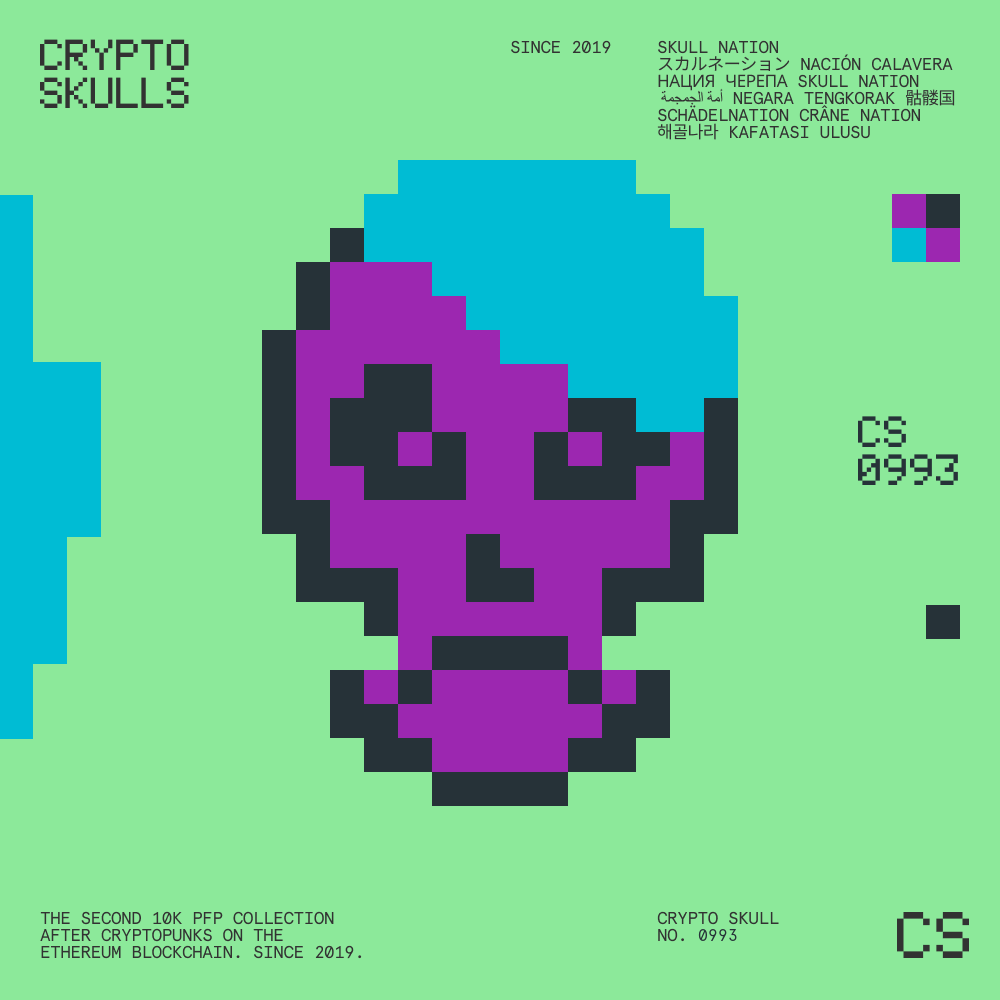 CRYPTO
SKULLS
SINCE 2019
SKULL NATION
スカルネーション NACIÓN CALAVERA
НАЦИЯ ЧЕРЕПА SKULL NATION
أمة الجمجمة NEGARA TENGKORAK 骷髅国
SCHÄDELNATION CRÂNE NATION
해골나라 KAFATASI ULUSU
CS
0993
THE SECOND 10K PFP COLLECTION
AFTER CRYPTOPUNKS ON THE
ETHEREUM BLOCKCHAIN. SINCE 2019.
CRYPTO SKULL
NO. 0993
CS